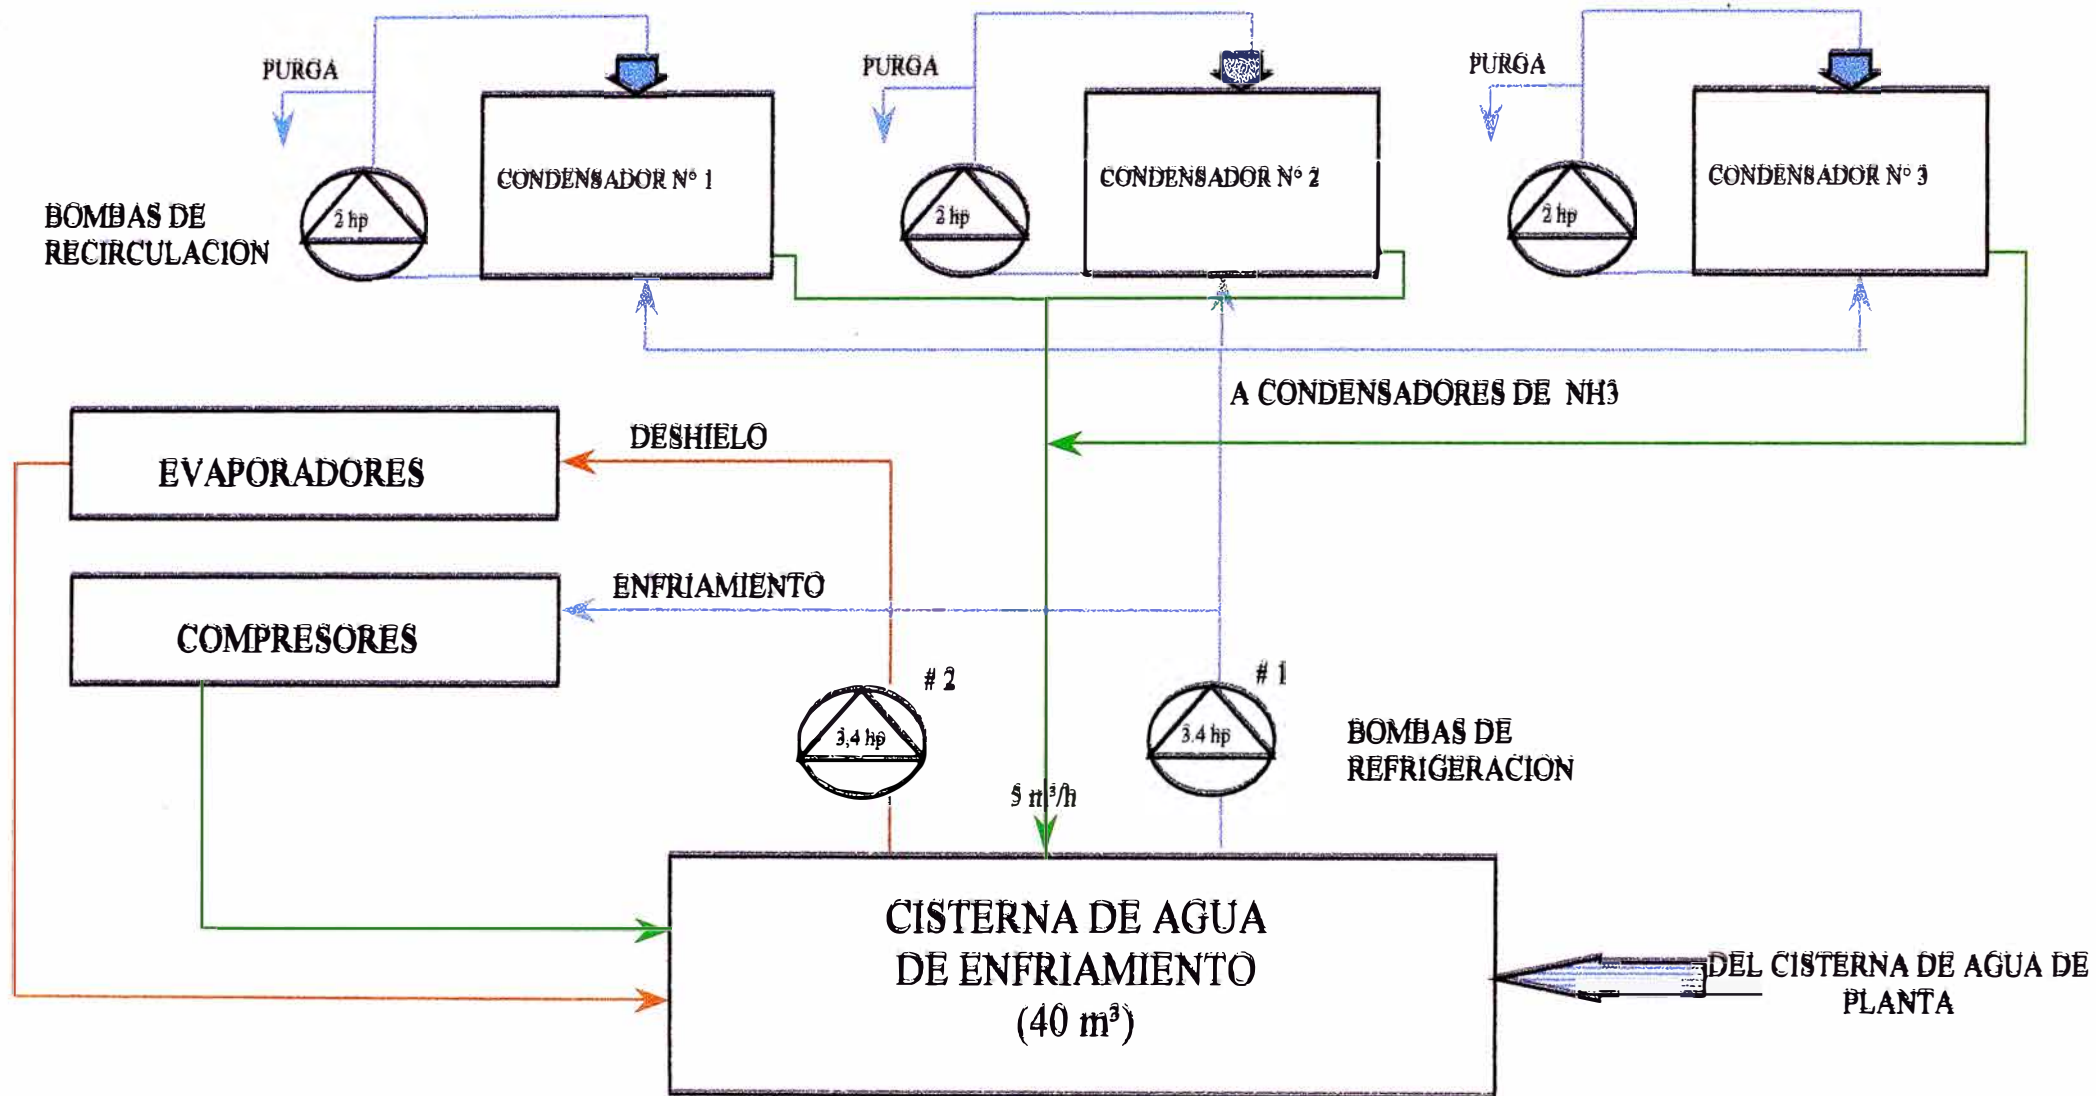 PURGA
PURGA
PURGA
CONDENSADOR N° 1
CONDENSADOR N° 2
CONDENSADOR N° 3
BOMBAS DE
RECIRCULACION
2 hp
2 hp
2 hp
A CONDENSADORES DE NH3
DESHIELO
EVAPORADORES
ENFRIAMIENTO
COMPRESORES
# 2
# 1
3,4 hp
3.4 hp
BOMBAS DE
REFRIGERACION
5 m³/h
CISTERNA DE AGUA
DE ENFRIAMIENTO
(40 m³)
DEL CISTERNA DE AGUA DE
PLANTA